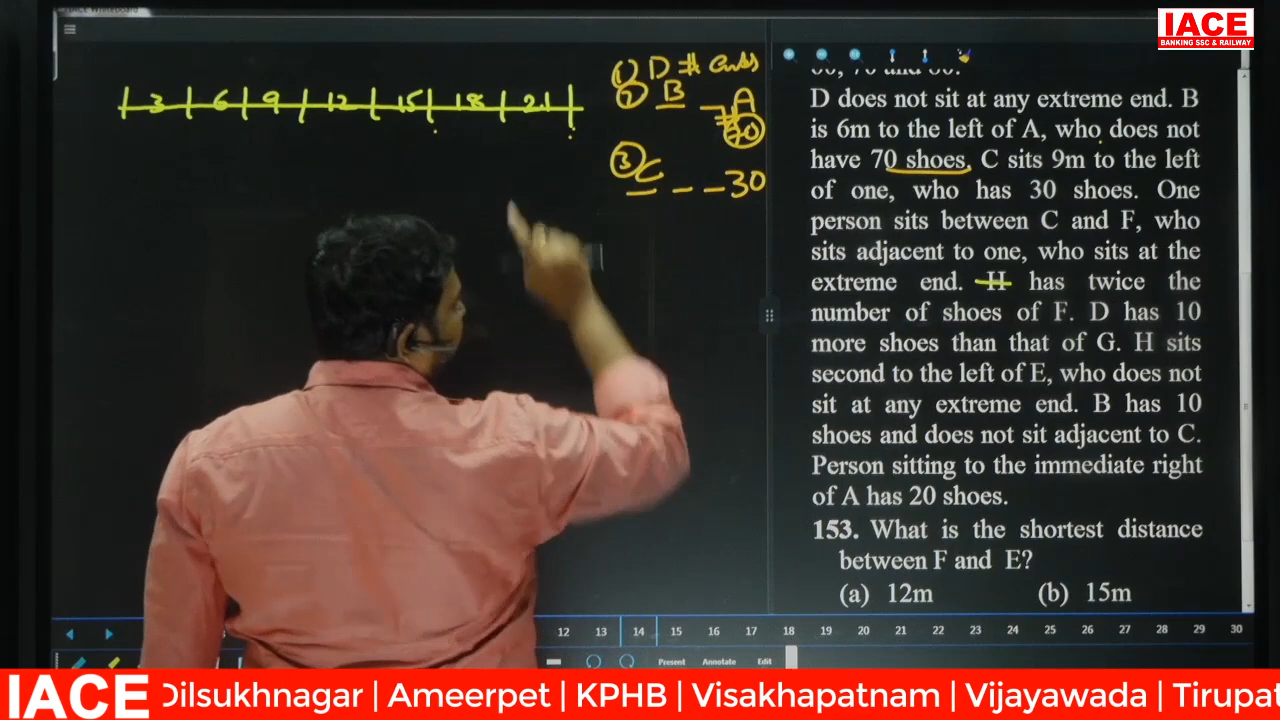 IACE
BANKING SSC & RAILWAY
3 6 9 12 15 18 21
① D # ends
② B _ A
# 70
③ C _ _ 30
D does not sit at any extreme end. B
is 6m to the left of A, who does not
have 70 shoes. C sits 9m to the left
of one, who has 30 shoes. One
person sits between C and F, who
sits adjacent to one, who sits at the
extreme end. H has twice the
number of shoes of F. D has 10
more shoes than that of G. H sits
second to the left of E, who does not
sit at any extreme end. B has 10
shoes and does not sit adjacent to C.
Person sitting to the immediate right
of A has 20 shoes.
153. What is the shortest distance
between F and E?
(a) 12m (b) 15m
12 13 14 15 16 17 18 19 20 21 22 23 24 25 26 27 28 29 30
Present Annotate Edit
IACE Dilsukhnagar | Ameerpet | KPHB | Visakhapatnam | Vijayawada | Tirupat